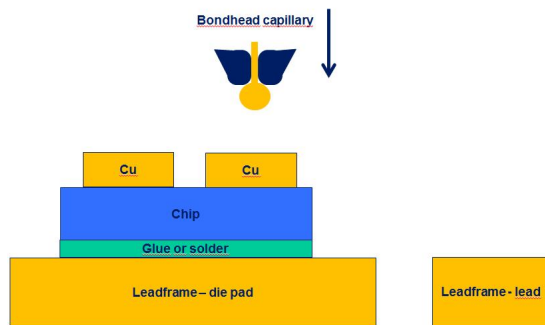 Bondhead capillary
Cu
Cu
Chip
Glue or solder
Leadframe – die pad
Leadframe - lead